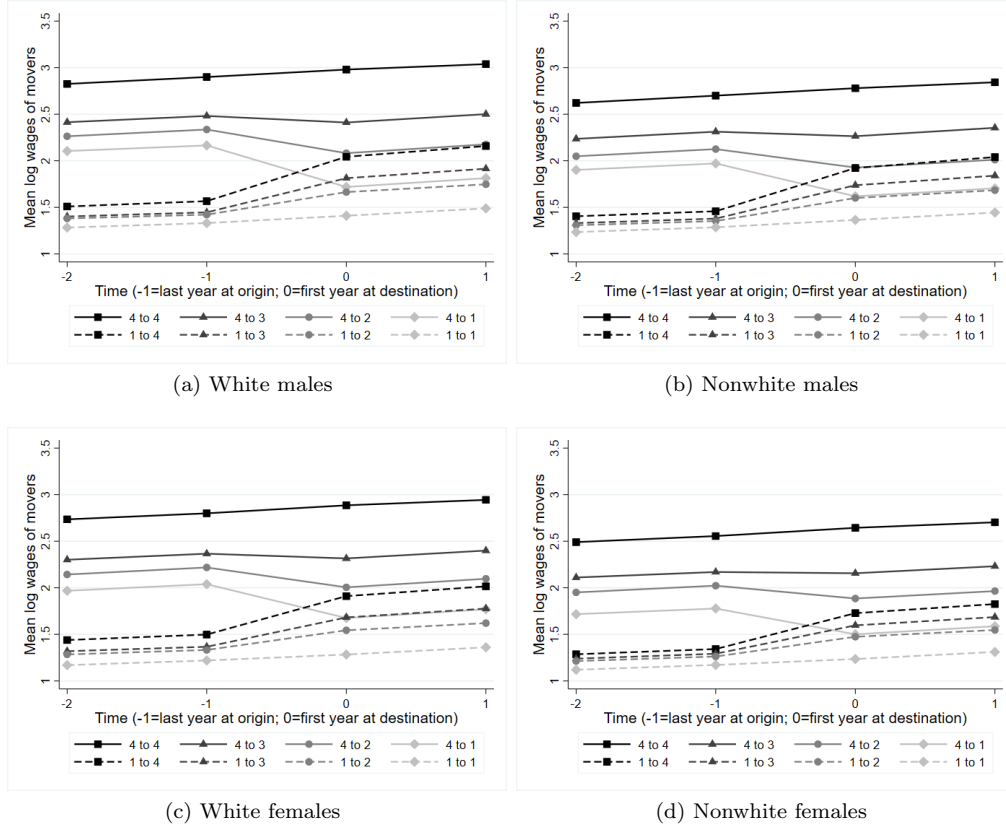 3.5
3
2.5
2
1.5
1
Mean log wages of movers
-2 -1 0 1
Time (-1=last year at origin; 0=first year at destination)
4 to 4 4 to 3 4 to 2 4 to 1
1 to 4 1 to 3 1 to 2 1 to 1
(a) White males
3.5
3
2.5
2
1.5
1
Mean log wages of movers
-2 -1 0 1
Time (-1=last year at origin; 0=first year at destination)
4 to 4 4 to 3 4 to 2 4 to 1
1 to 4 1 to 3 1 to 2 1 to 1
(b) Nonwhite males
3.5
3
2.5
2
1.5
1
Mean log wages of movers
-2 -1 0 1
Time (-1=last year at origin; 0=first year at destination)
4 to 4 4 to 3 4 to 2 4 to 1
1 to 4 1 to 3 1 to 2 1 to 1
(c) White females
3.5
3
2.5
2
1.5
1
Mean log wages of movers
-2 -1 0 1
Time (-1=last year at origin; 0=first year at destination)
4 to 4 4 to 3 4 to 2 4 to 1
1 to 4 1 to 3 1 to 2 1 to 1
(d) Nonwhite females